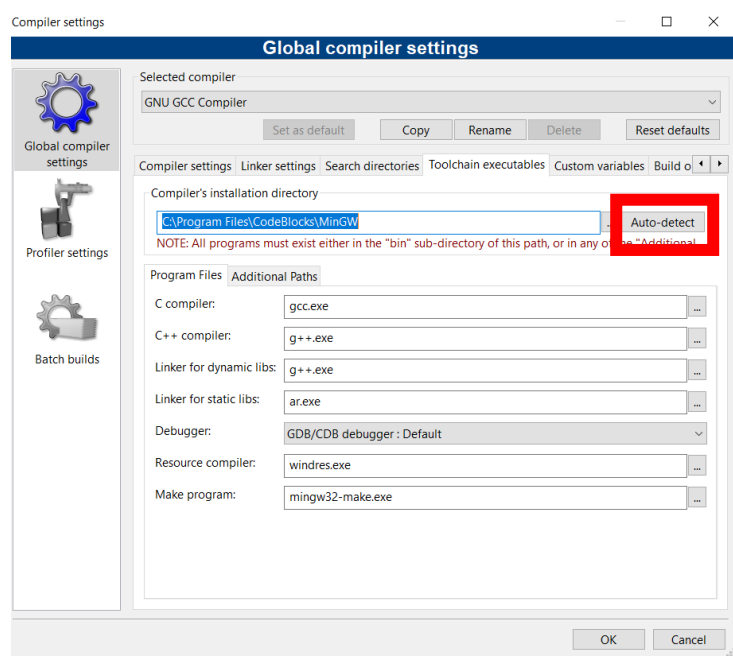 Compiler settings
Global compiler settings
Global compiler settings
Profiler settings
Batch builds
Selected compiler
GNU GCC Compiler
Set as default Copy Rename Delete Reset defaults
Compiler settings Linker settings Search directories Toolchain executables Custom variables Build o
Compiler's installation directory
C:\Program Files\CodeBlocks\MinGW Auto-detect
NOTE: All programs must exist either in the "bin" sub-directory of this path, or in any of the "Additional
Program Files Additional Paths
C compiler: gcc.exe ...
C++ compiler: g++.exe ...
Linker for dynamic libs: g++.exe ...
Linker for static libs: ar.exe ...
Debugger: GDB/CDB debugger : Default
Resource compiler: windres.exe ...
Make program: mingw32-make.exe ...
OK Cancel